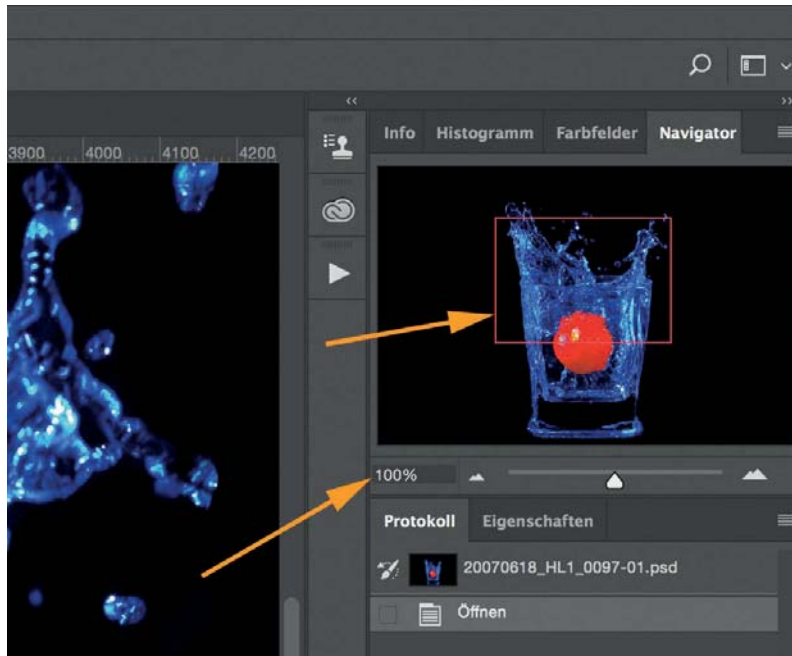 3900 4000 4100 4200
Info Histogramm Farbfelder Navigator
100%
Protokoll Eigenschaften
20070618_HL1_0097-01.psd
Öffnen